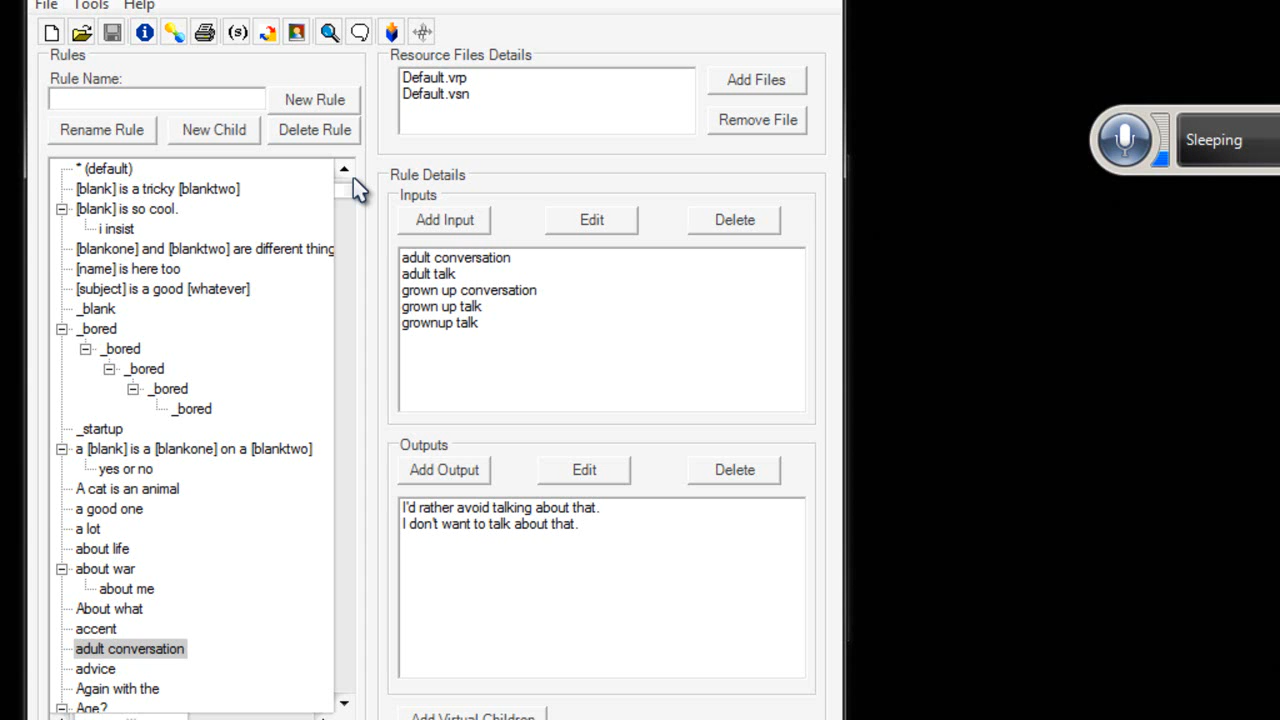 File Tools Help
(s)
Rules
Rule Name:
New Rule
Rename Rule New Child Delete Rule
* (default)
[blank] is a tricky [blanktwo]
[blank] is so cool.
i insist
[blankone] and [blanktwo] are different thing
[name] is here too
[subject] is a good [whatever]
_blank
_bored
_bored
_bored
_bored
_bored
_startup
a [blank] is a [blankone] on a [blanktwo]
yes or no
A cat is an animal
a good one
a lot
about life
about war
about me
About what
accent
adult conversation
advice
Again with the
Age?
Resource Files Details
Default.vrp
Default.vsn
Add Files
Remove File
Rule Details
Inputs
Add Input Edit Delete
adult conversation
adult talk
grown up conversation
grown up talk
grownup talk
Outputs
Add Output Edit Delete
I'd rather avoid talking about that.
I don't want to talk about that.
Add Virtual Children
Sleeping